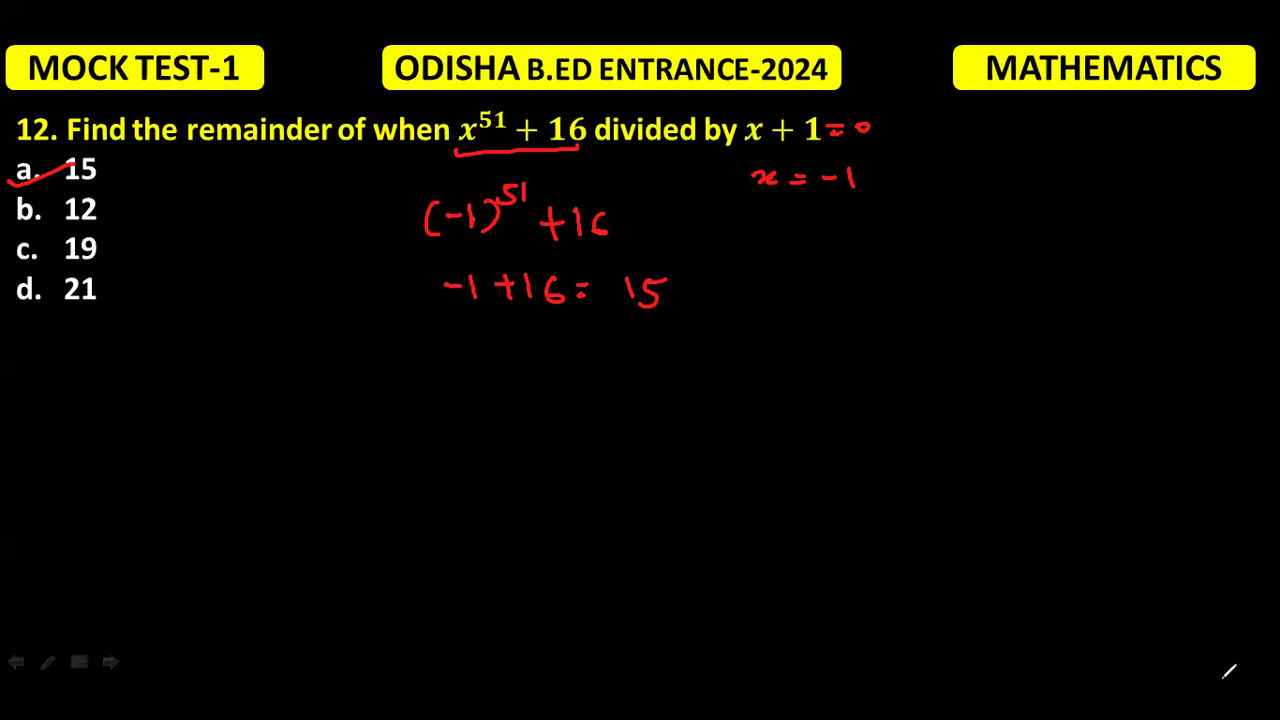 MOCK TEST-1
ODISHA B.ED ENTRANCE-2024
MATHEMATICS
12. Find the remainder of when x⁵¹ + 16 divided by x + 1 = 0
a. 15
x = -1
b. 12
(-1)⁵¹ + 16
c. 19
d. 21
-1 + 16 = 15